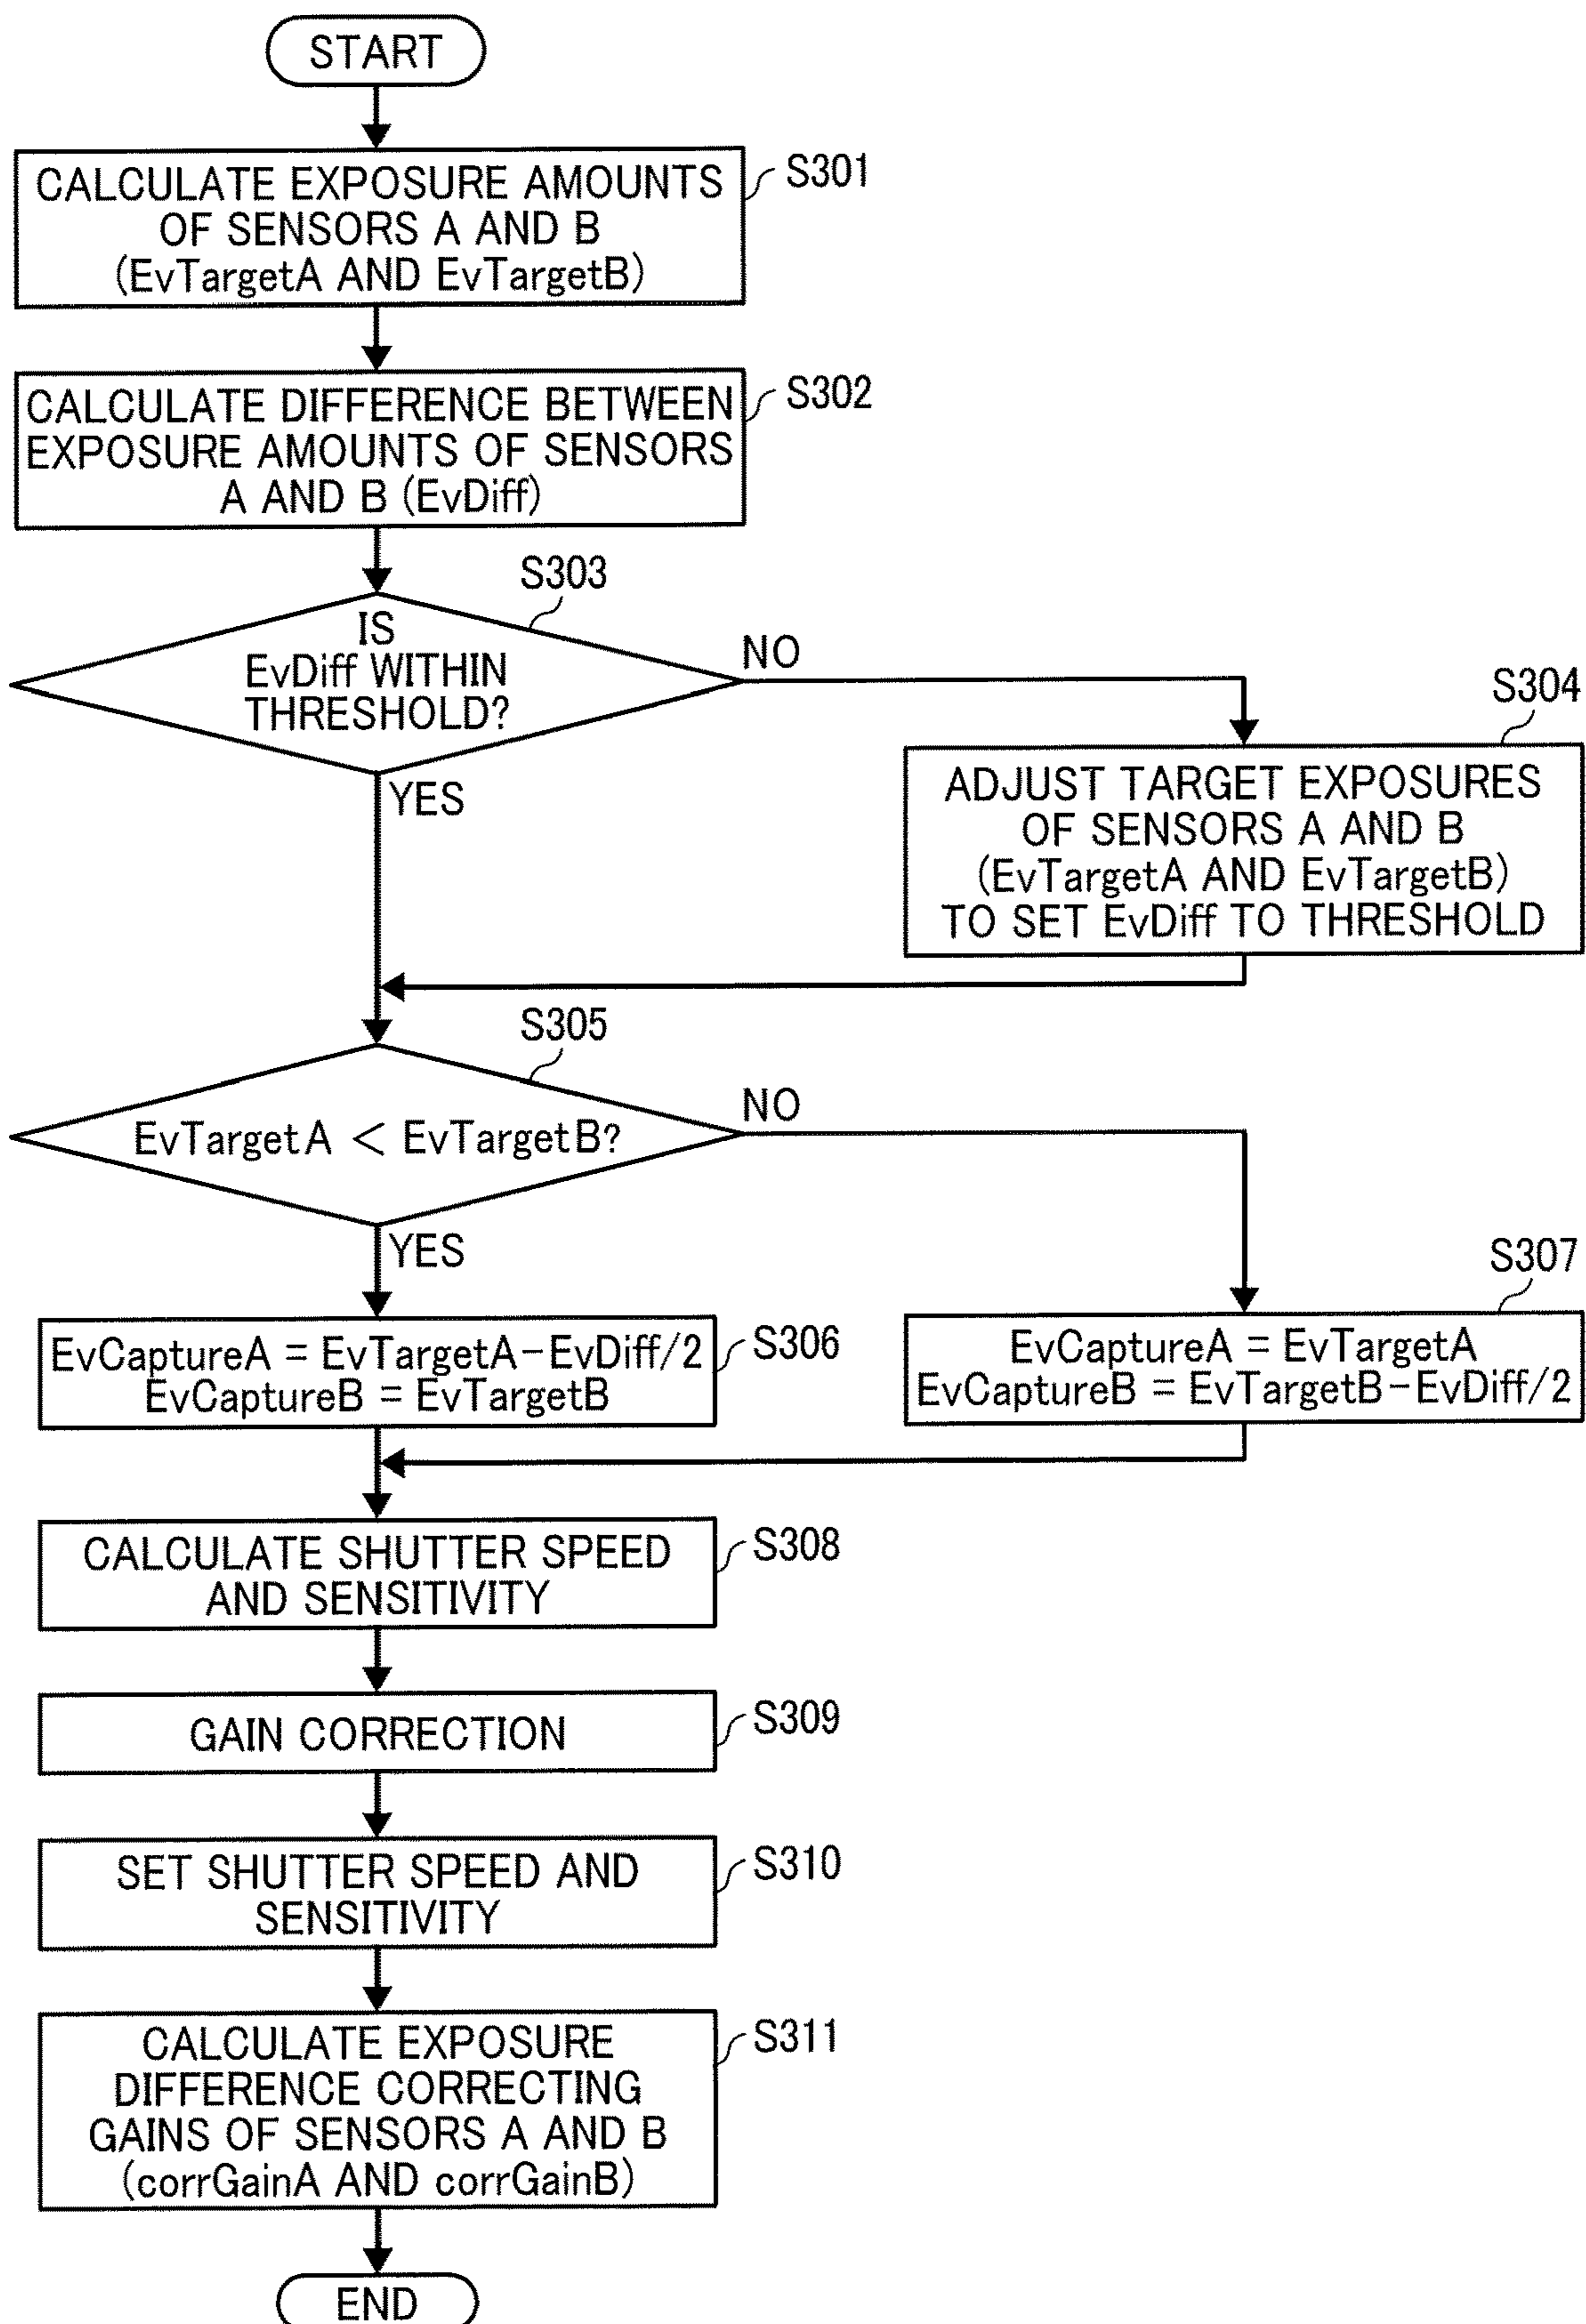 START
S301
CALCULATE EXPOSURE AMOUNTS
OF SENSORS A AND B
(EvTargetA AND EvTargetB)
S302
CALCULATE DIFFERENCE BETWEEN
EXPOSURE AMOUNTS OF SENSORS
A AND B (EvDiff)
S303
IS
EvDiff WITHIN
THRESHOLD?
NO
YES
S304
ADJUST TARGET EXPOSURES
OF SENSORS A AND B
(EvTargetA AND EvTargetB)
TO SET EvDiff TO THRESHOLD
S305
EvTargetA < EvTargetB?
NO
YES
S306
EvCaptureA = EvTargetA-EvDiff/2
EvCaptureB = EvTargetB
S307
EvCaptureA = EvTargetA
EvCaptureB = EvTargetB-EvDiff/2
S308
CALCULATE SHUTTER SPEED
AND SENSITIVITY
S309
GAIN CORRECTION
S310
SET SHUTTER SPEED AND
SENSITIVITY
S311
CALCULATE EXPOSURE
DIFFERENCE CORRECTING
GAINS OF SENSORS A AND B
(corrGainA AND corrGainB)
END